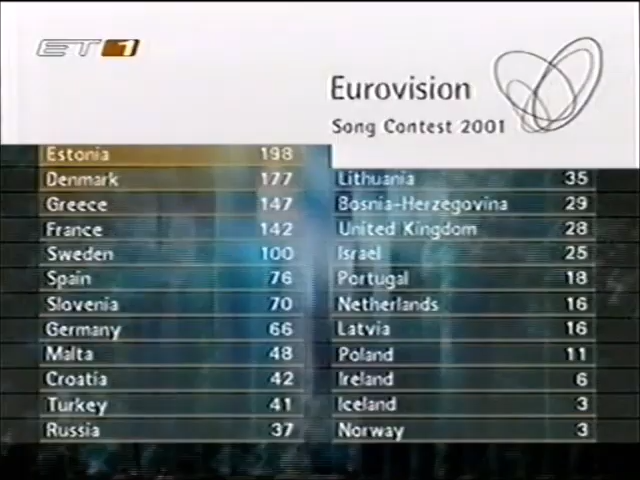 ET 1
Eurovision
Song Contest 2001
Estonia 198
Denmark 177
Greece 147
France 142
Sweden 100
Spain 76
Slovenia 70
Germany 66
Malta 48
Croatia 42
Turkey 41
Russia 37
Lithuania 35
Bosnia-Herzegovina 29
United Kingdom 28
Israel 25
Portugal 18
Netherlands 16
Latvia 16
Poland 11
Ireland 6
Iceland 3
Norway 3